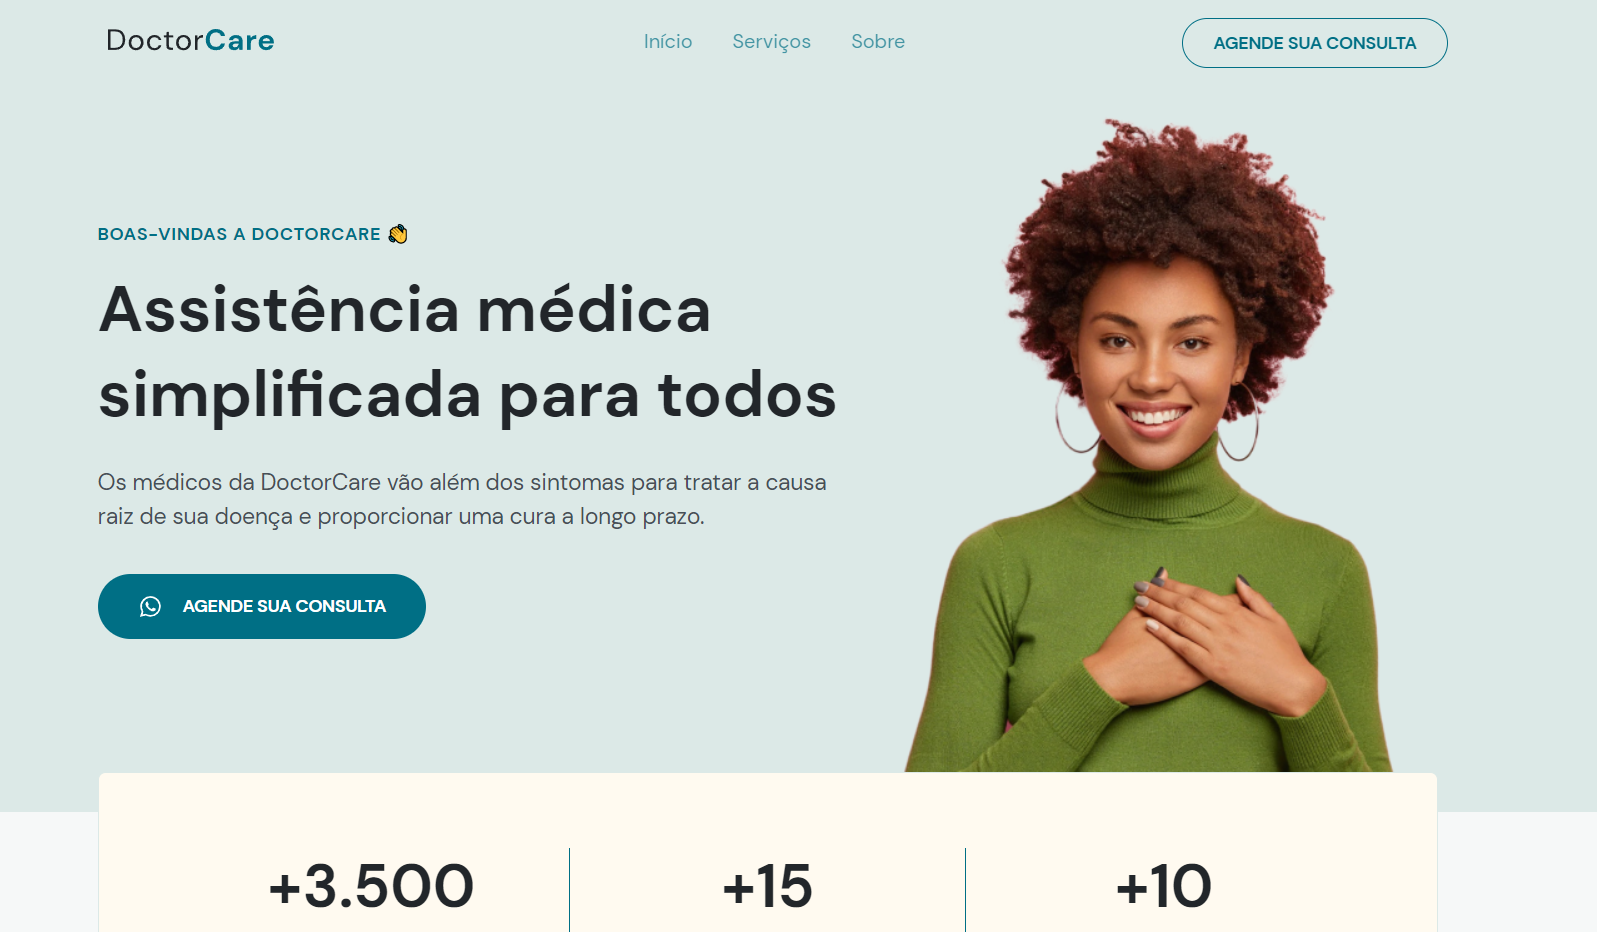 DoctorCare
Início
Serviços
Sobre
AGENDE SUA CONSULTA
BOAS-VINDAS A DOCTORCARE 👋
Assistência médica
simplificada para todos
Os médicos da DoctorCare vão além dos sintomas para tratar a causa
raiz de sua doença e proporcionar uma cura a longo prazo.
AGENDE SUA CONSULTA
+3.500
+15
+10